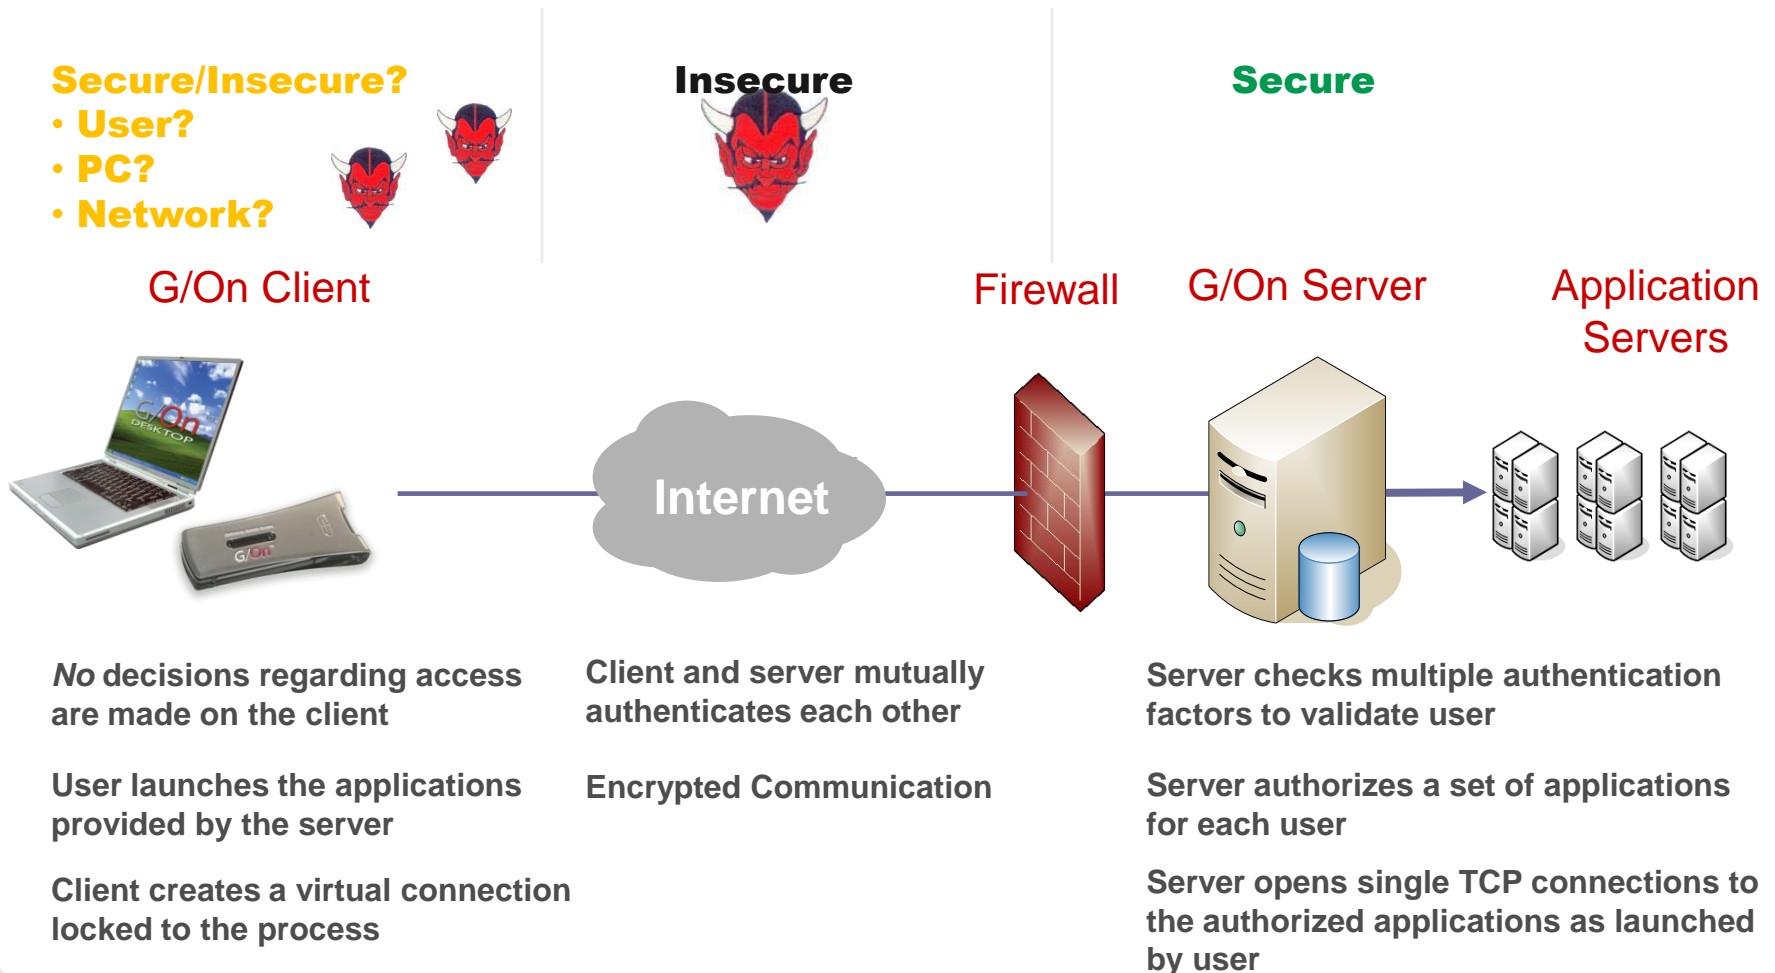 Secure/Insecure?
• User?
• PC?
• Network?
Insecure
Secure
G/On Client
Firewall
G/On Server
Application
Servers
G/On
DESKTOP
G/On
Internet
No decisions regarding access
are made on the client
User launches the applications
provided by the server
Client creates a virtual connection
locked to the process
Client and server mutually
authenticates each other
Encrypted Communication
Server checks multiple authentication
factors to validate user
Server authorizes a set of applications
for each user
Server opens single TCP connections to
the authorized applications as launched
by user